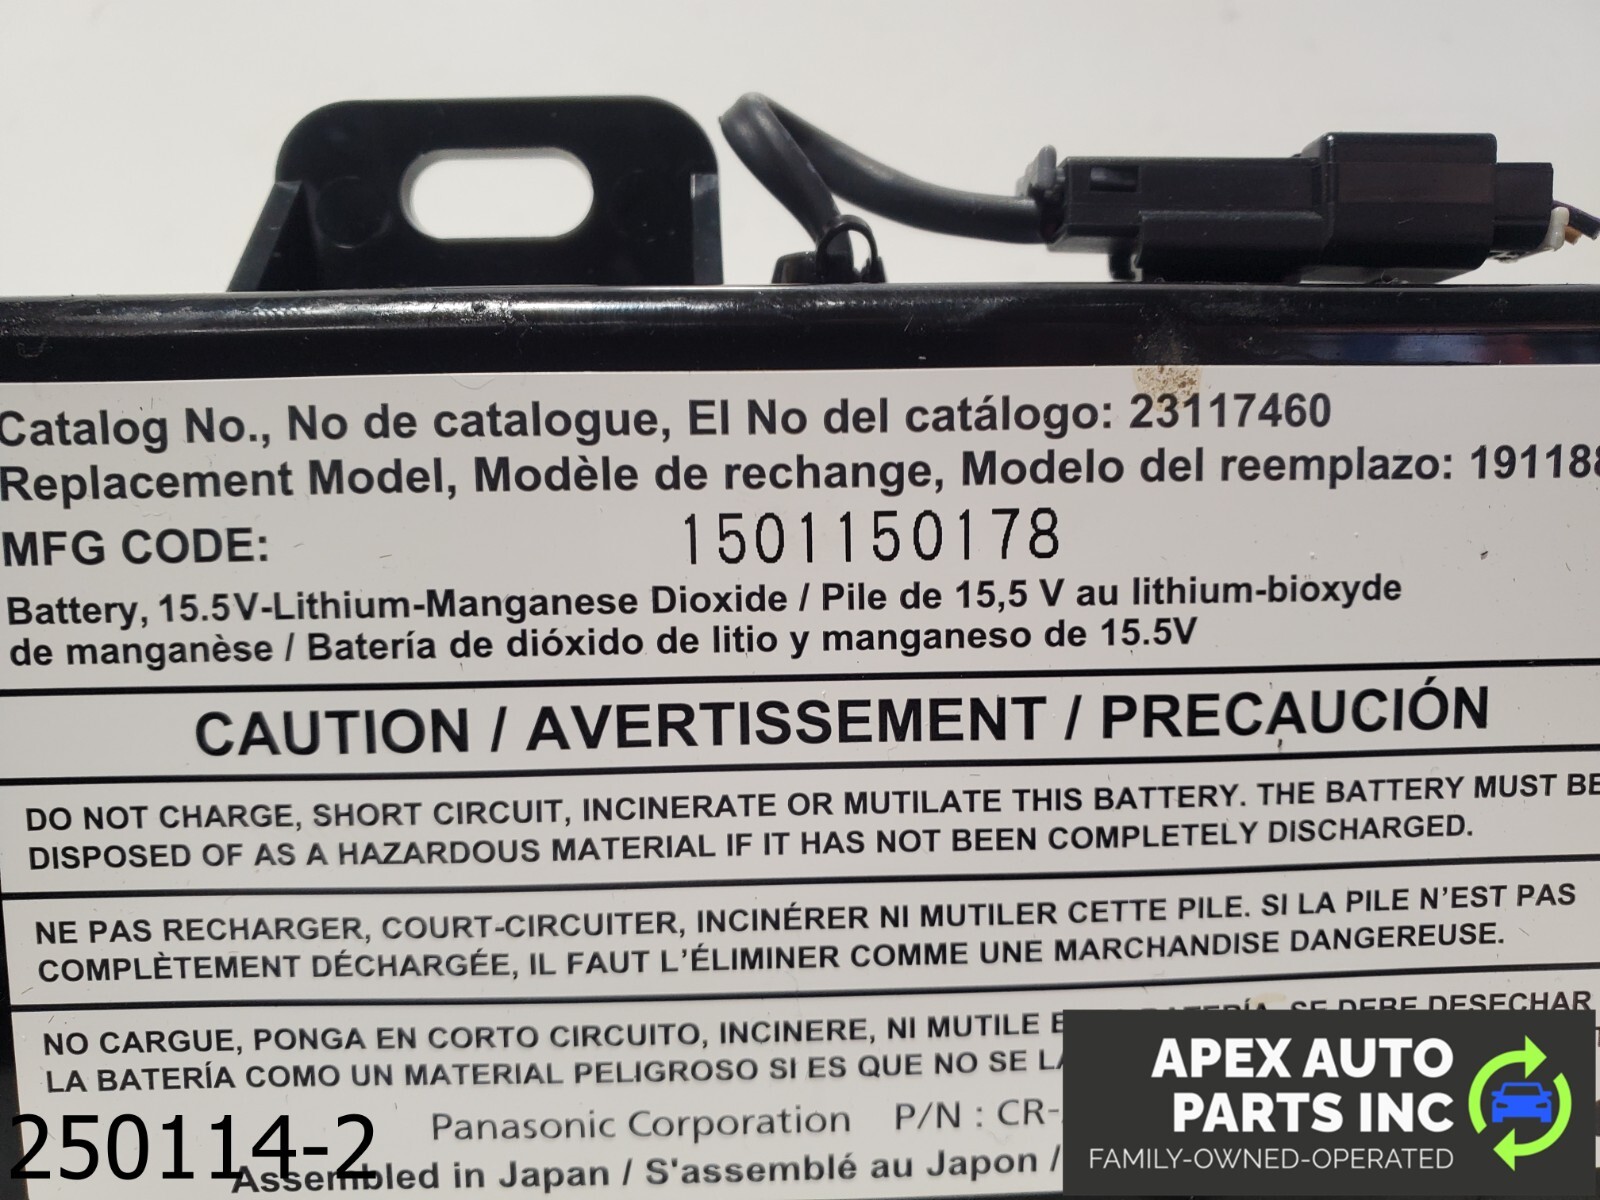 Catalog No., No de catalogue, El No del catálogo: 23117460
Replacement Model, Modèle de rechange, Modelo del reemplazo: 191188
MFG CODE: 1501150178
Battery, 15.5V-Lithium-Manganese Dioxide / Pile de 15,5 V au lithium-bioxyde
de manganèse / Batería de dióxido de litio y manganeso de 15.5V
CAUTION / AVERTISSEMENT / PRECAUCIÓN
DO NOT CHARGE, SHORT CIRCUIT, INCINERATE OR MUTILATE THIS BATTERY. THE BATTERY MUST BE
DISPOSED OF AS A HAZARDOUS MATERIAL IF IT HAS NOT BEEN COMPLETELY DISCHARGED.
NE PAS RECHARGER, COURT-CIRCUITER, INCINÉRER NI MUTILER CETTE PILE. SI LA PILE N'EST PAS
COMPLÈTEMENT DÉCHARGÉE, IL FAUT L'ÉLIMINER COMME UNE MARCHANDISE DANGEREUSE.
NO CARGUE, PONGA EN CORTO CIRCUITO, INCINERE, NI MUTILE BATERÍA. SE DEBE DESECHAR
LA BATERÍA COMO UN MATERIAL PELIGROSO SI ES QUE NO SE
Panasonic Corporation P/N : CR-
Assembled in Japan / S'assemblé au Japon /
250114-2
APEX AUTO
PARTS INC
FAMILY-OWNED-OPERATED